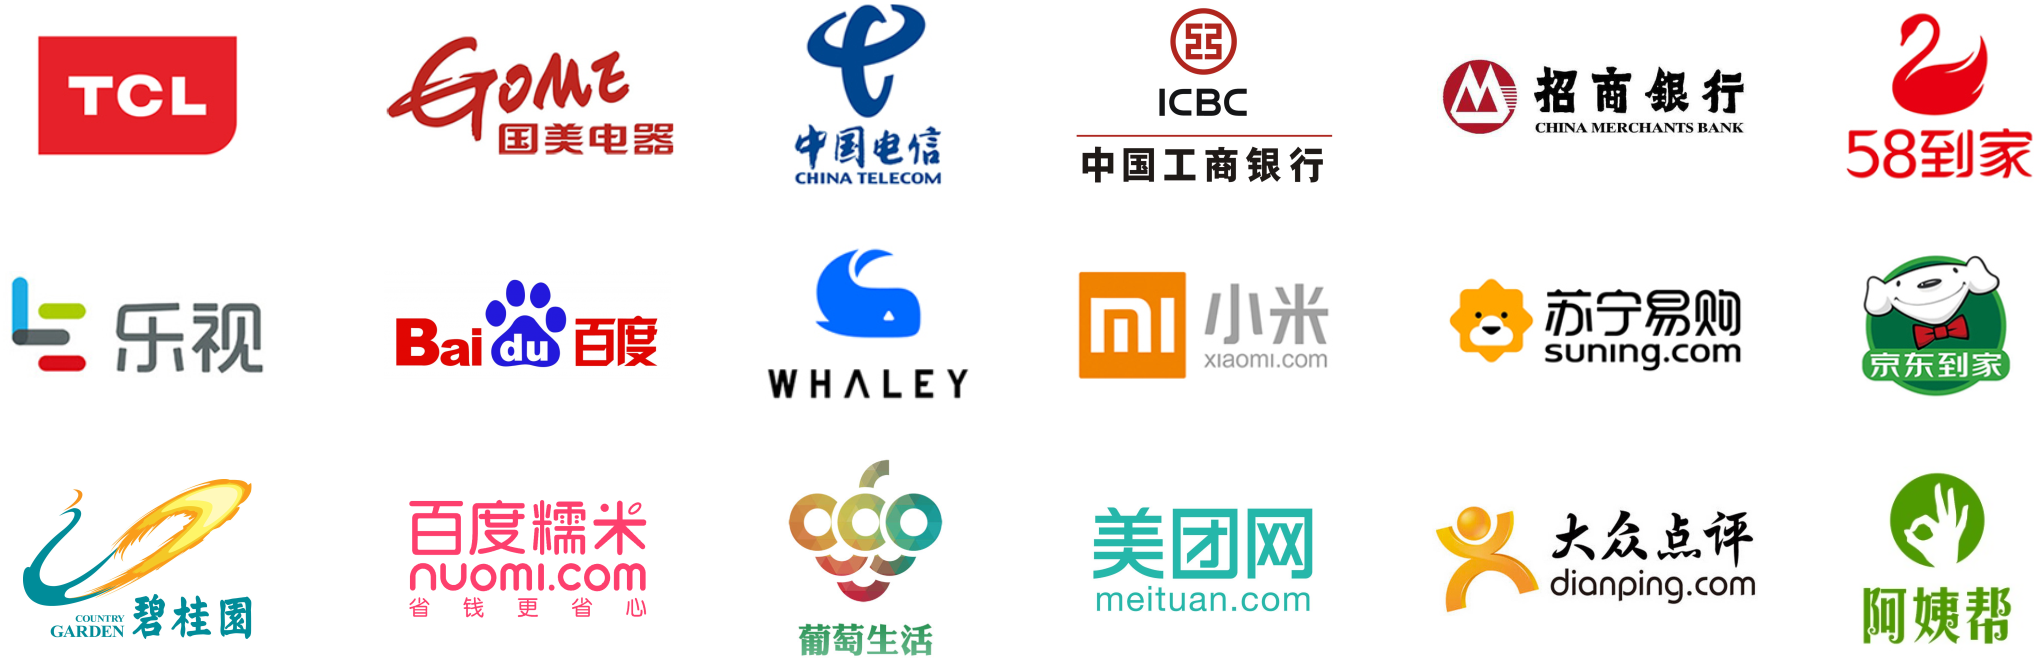 TCL
GOME
国美电器
中国电信
CHINA TELECOM
ICBC
中国工商银行
招商銀行
CHINA MERCHANTS BANK
58到家
乐视
Bai du 百度
WHALEY
mi 小米
xiaomi.com
苏宁易购
suning.com
京东到家
COUNTRY
GARDEN 碧桂園
百度糯米
nuomi.com
省钱更省心
葡萄生活
美团网
meituan.com
大众点评
dianping.com
阿姨帮